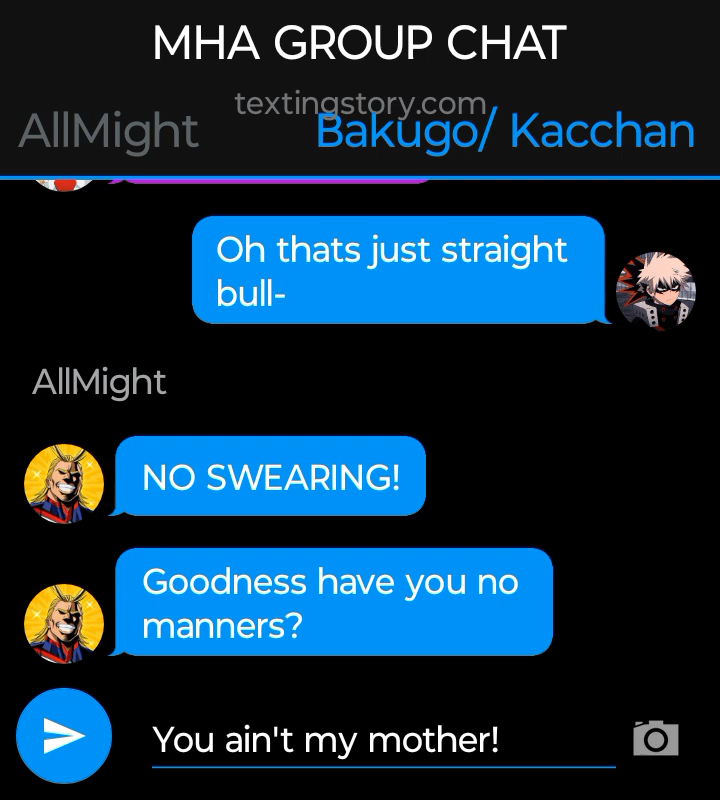 MHA GROUP CHAT
textingstory.com
AllMight
Bakugo/ Kacchan
Oh thats just straight
bull-
AllMight
NO SWEARING!
Goodness have you no
manners?
You ain't my mother!